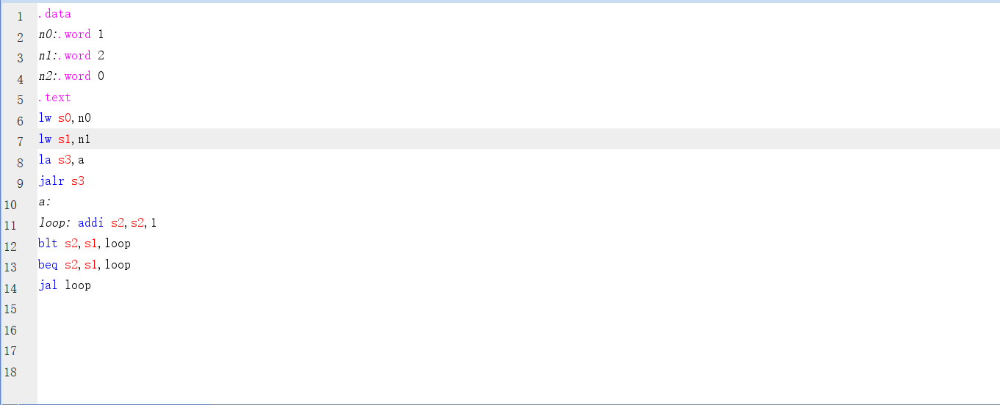 1 .data
2 n0:.word 1
3 n1:.word 2
4 n2:.word 0
5 .text
6 lw s0,n0
7 lw s1,n1
8 la s3,a
9 jalr s3
10 a:
11 loop: addi s2,s2,1
12 blt s2,s1,loop
13 beq s2,s1,loop
14 jal loop
15
16
17
18